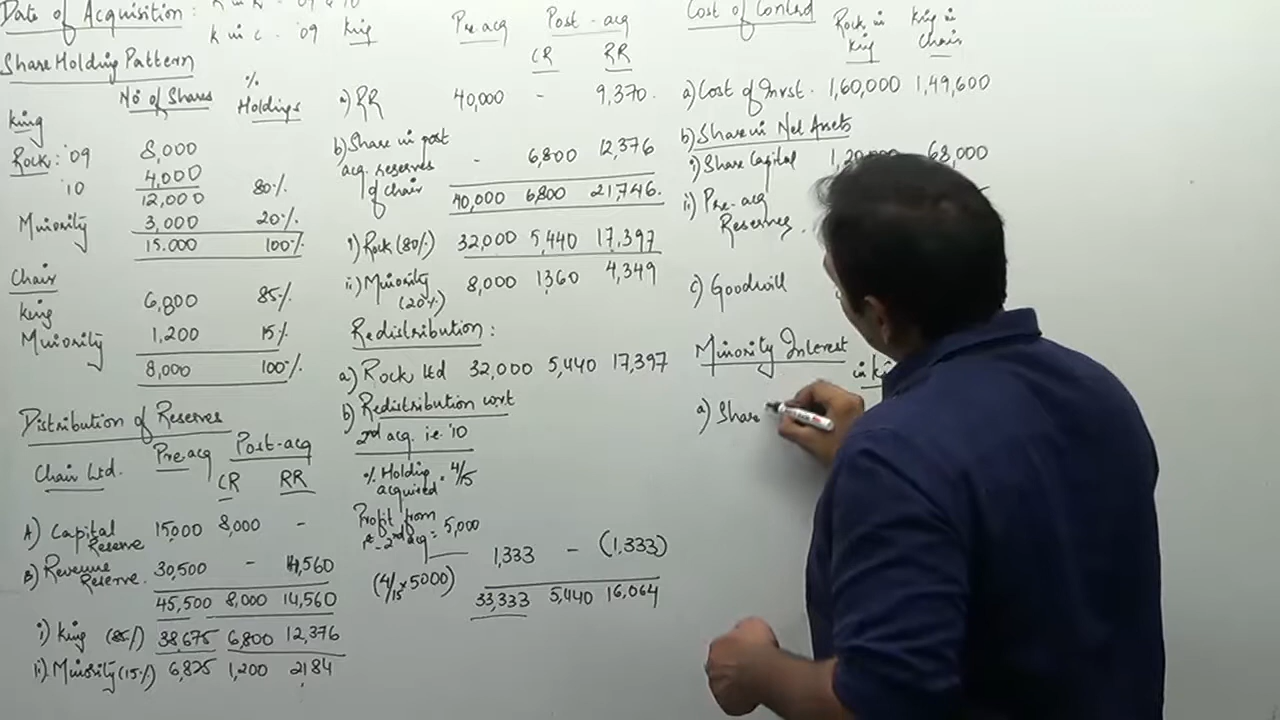 Date of Acquisition :
K in C - '09
Share Holding Pattern
No of Shares % Holdings
King
Rock: '09 8,000
'10 4,000
12,000 80%
Minority 3,000 20%
15.000 100%
Chair
King 6,800 85%
Minority 1,200 15%
8,000 100%
Distribution of Reserves
Chair Ltd. Pre acq Post-acq
CR RR
A) Capital Reserve 15,000 8,000 -
B) Revenue Reserve. 30,500 - 14,560
45,500 8,000 14,560
i) King (85%) 38,675 6,800 12,376
ii) Minority (15%) 6,825 1,200 2184
King Pre acq Post - acq
CR RR
a) RR 40,000 - 9,370.
b) Share in post
acq. reserves
of chair - 6,800 12,376
40,000 6,800 21,746.
i) Rock (80%) 32,000 5,440 17,397
ii) Minority (20%) 8,000 1,360 4,349
Redistribution :
a) Rock Ltd 32,000 5,440 17,397
b) Redistribution wrt
2nd acq. i.e. '10
% Holding
acquired = 4/15
Profit from
1st - 2nd acq = 5,000
(4/15 x 5000) 1,333 - (1,333)
33,333 5,440 16,064
Cost of Control
Rock in King King in Chair
a) Cost of Invst. 1,60,000 1,49,600
b) Share in Net Assets
i) Share Capital 68,000
ii) Pre-acq
Reserves.
c) Goodwill
Minority Interest
in
a) Share